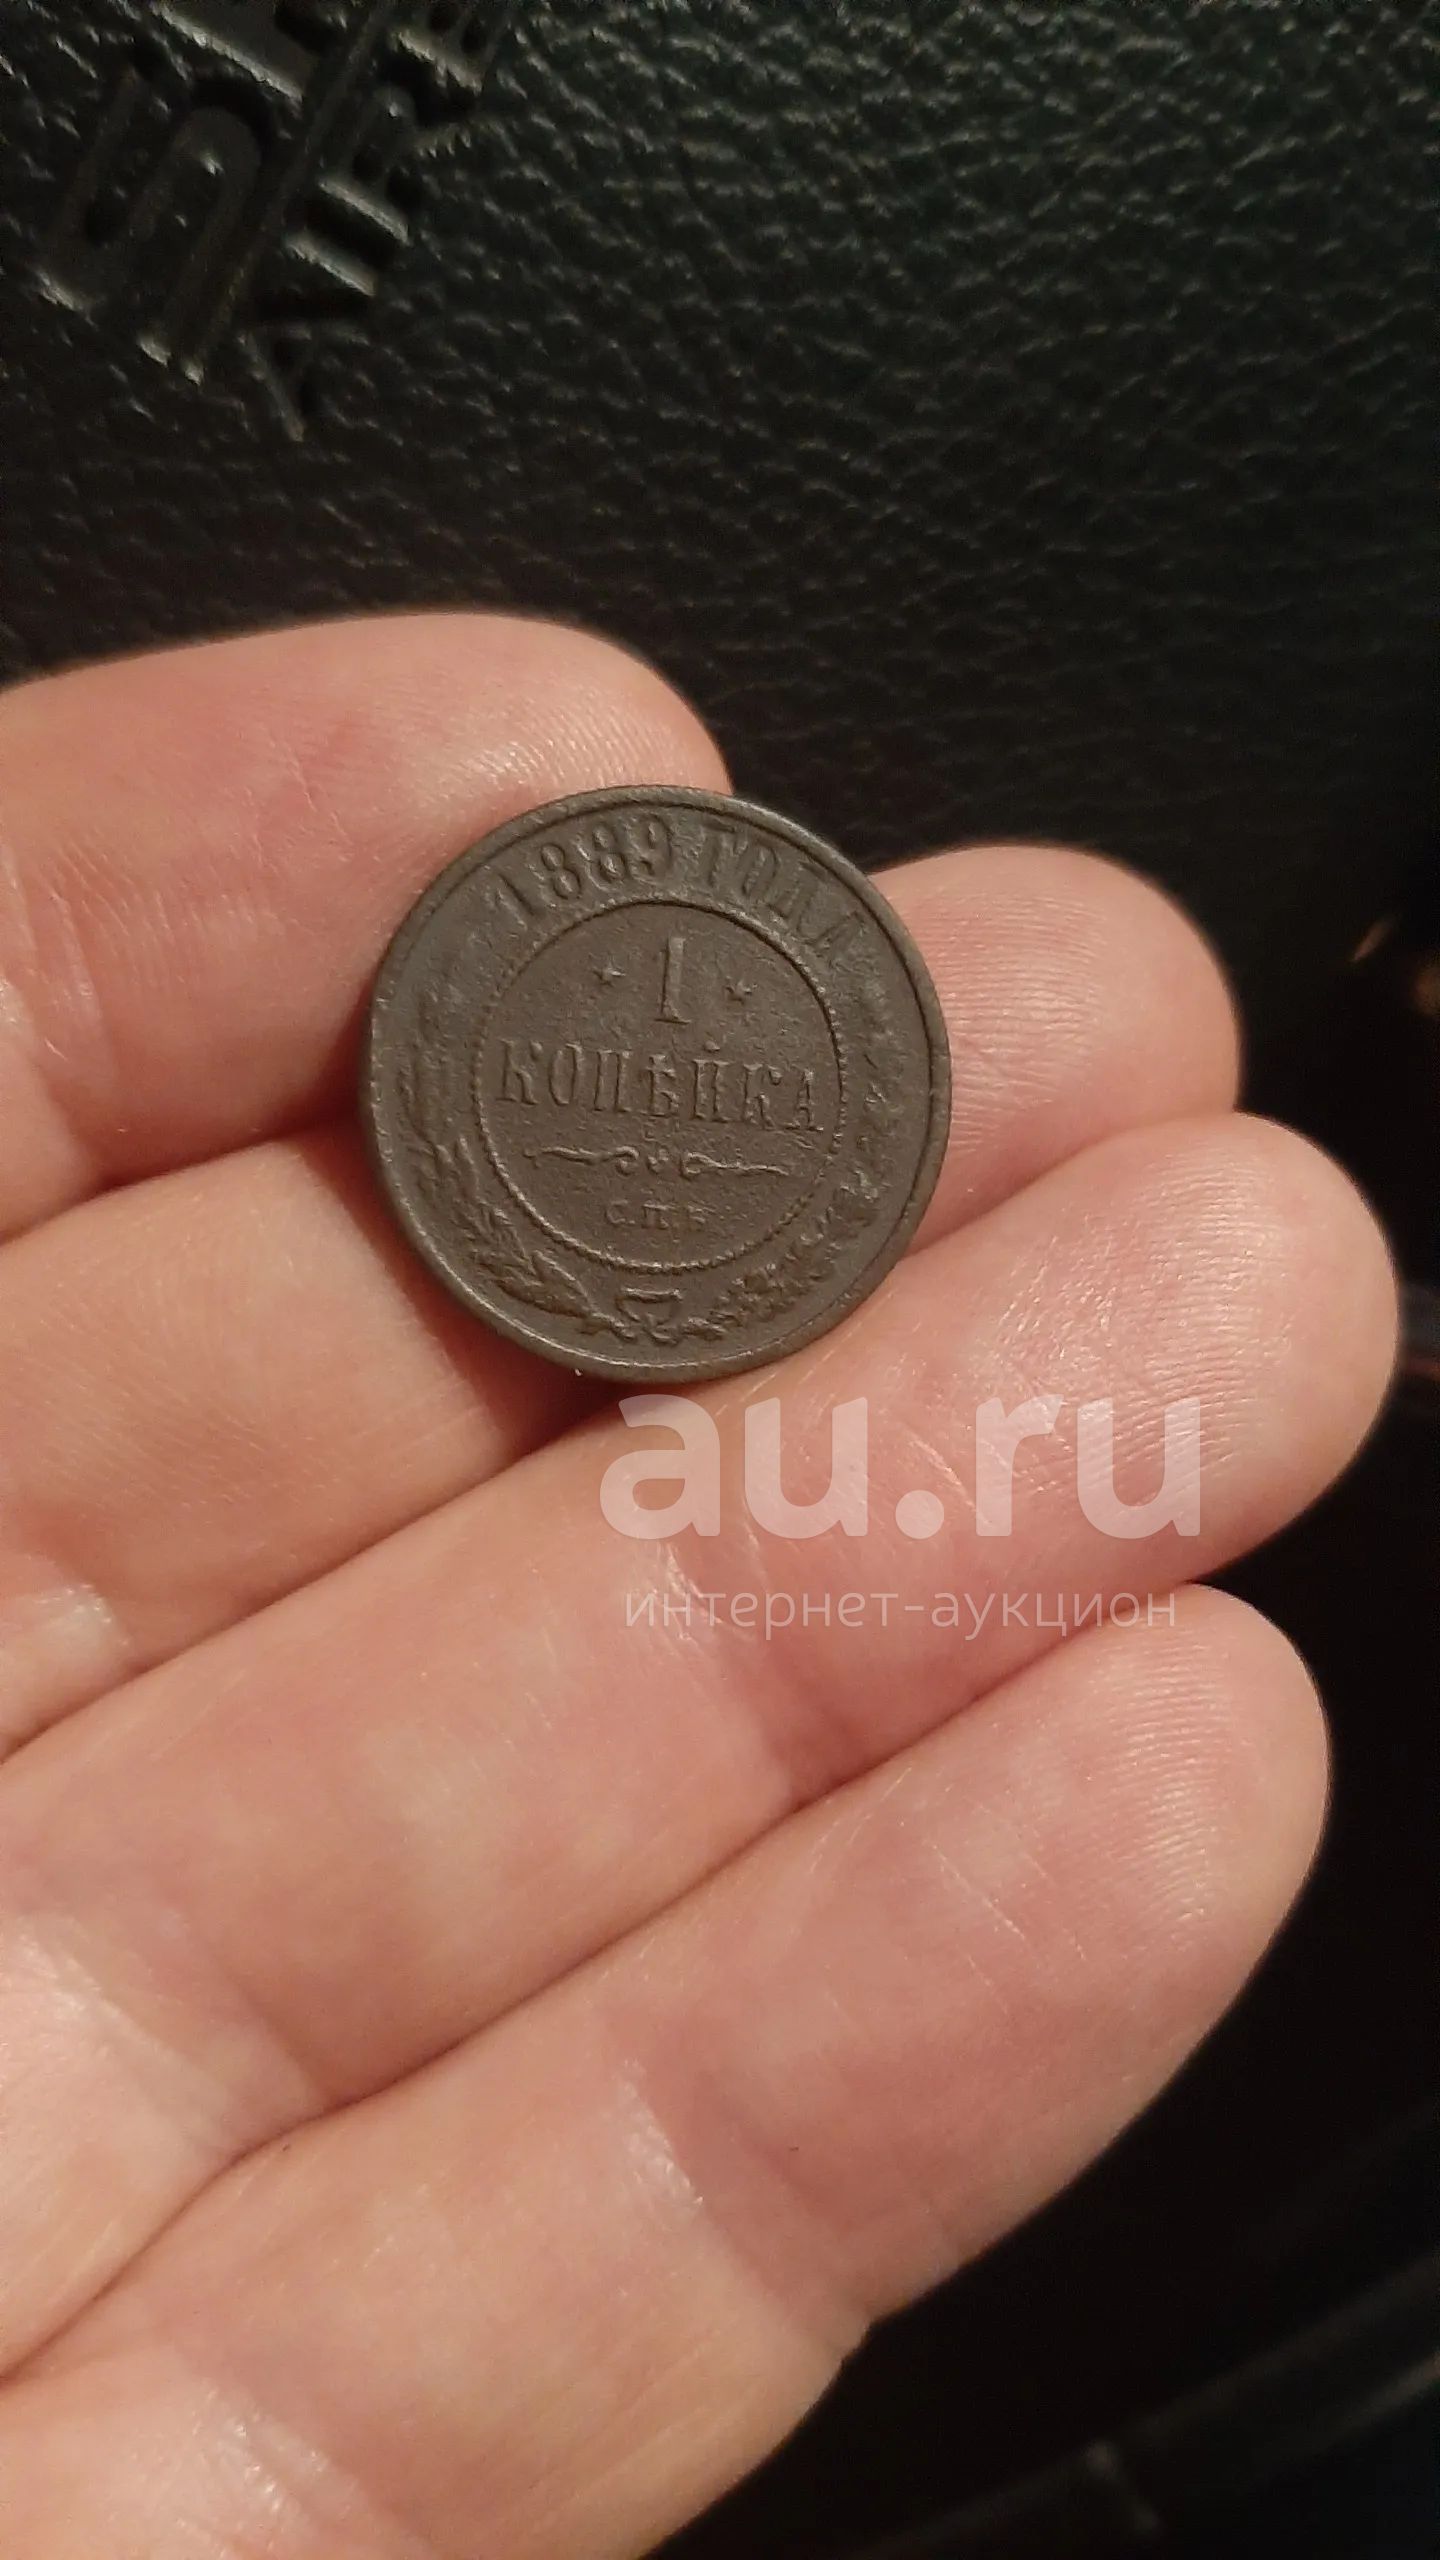 1889 ГОДА
1
КОПѢЙКА
С.П.Б
au.ru
интернет-аукцион